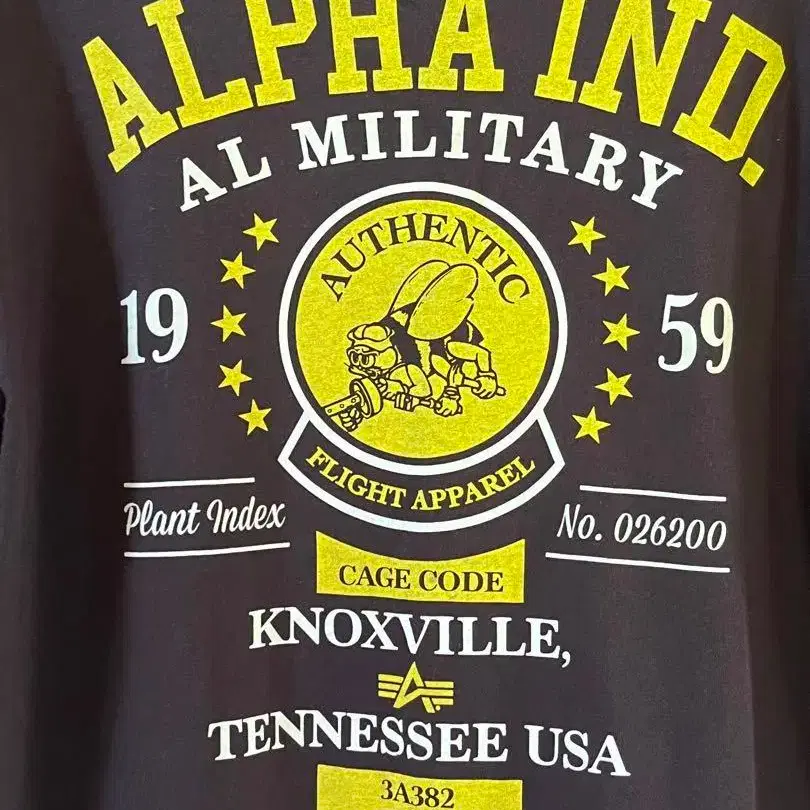 ALPHA IND.
AL MILITARY
AUTHENTIC
19 59
FLIGHT APPAREL
Plant Index No. 026200
CAGE CODE
KNOXVILLE,
TENNESSEE USA
3A382